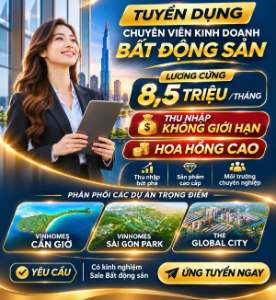 TUYỂN DỤNG
CHUYÊN VIÊN KINH DOANH
BẤT ĐỘNG SẢN
LƯƠNG CỨNG
8,5 TRIỆU /THÁNG
$ THU NHẬP
KHÔNG GIỚI HẠN
HOA HỒNG CAO
Thu nhập
bứt phá
Sản phẩm
cao cấp
Môi trường
chuyên nghiệp
PHÂN PHỐI CÁC DỰ ÁN TRỌNG ĐIỂM
VINHOMES
CẦN GIỜ
VINHOMES
SÀI GÒN PARK
THE
GLOBAL CITY
YÊU CẦU
Có kinh nghiệm
Sale Bất động sản
ỨNG TUYỂN NGAY